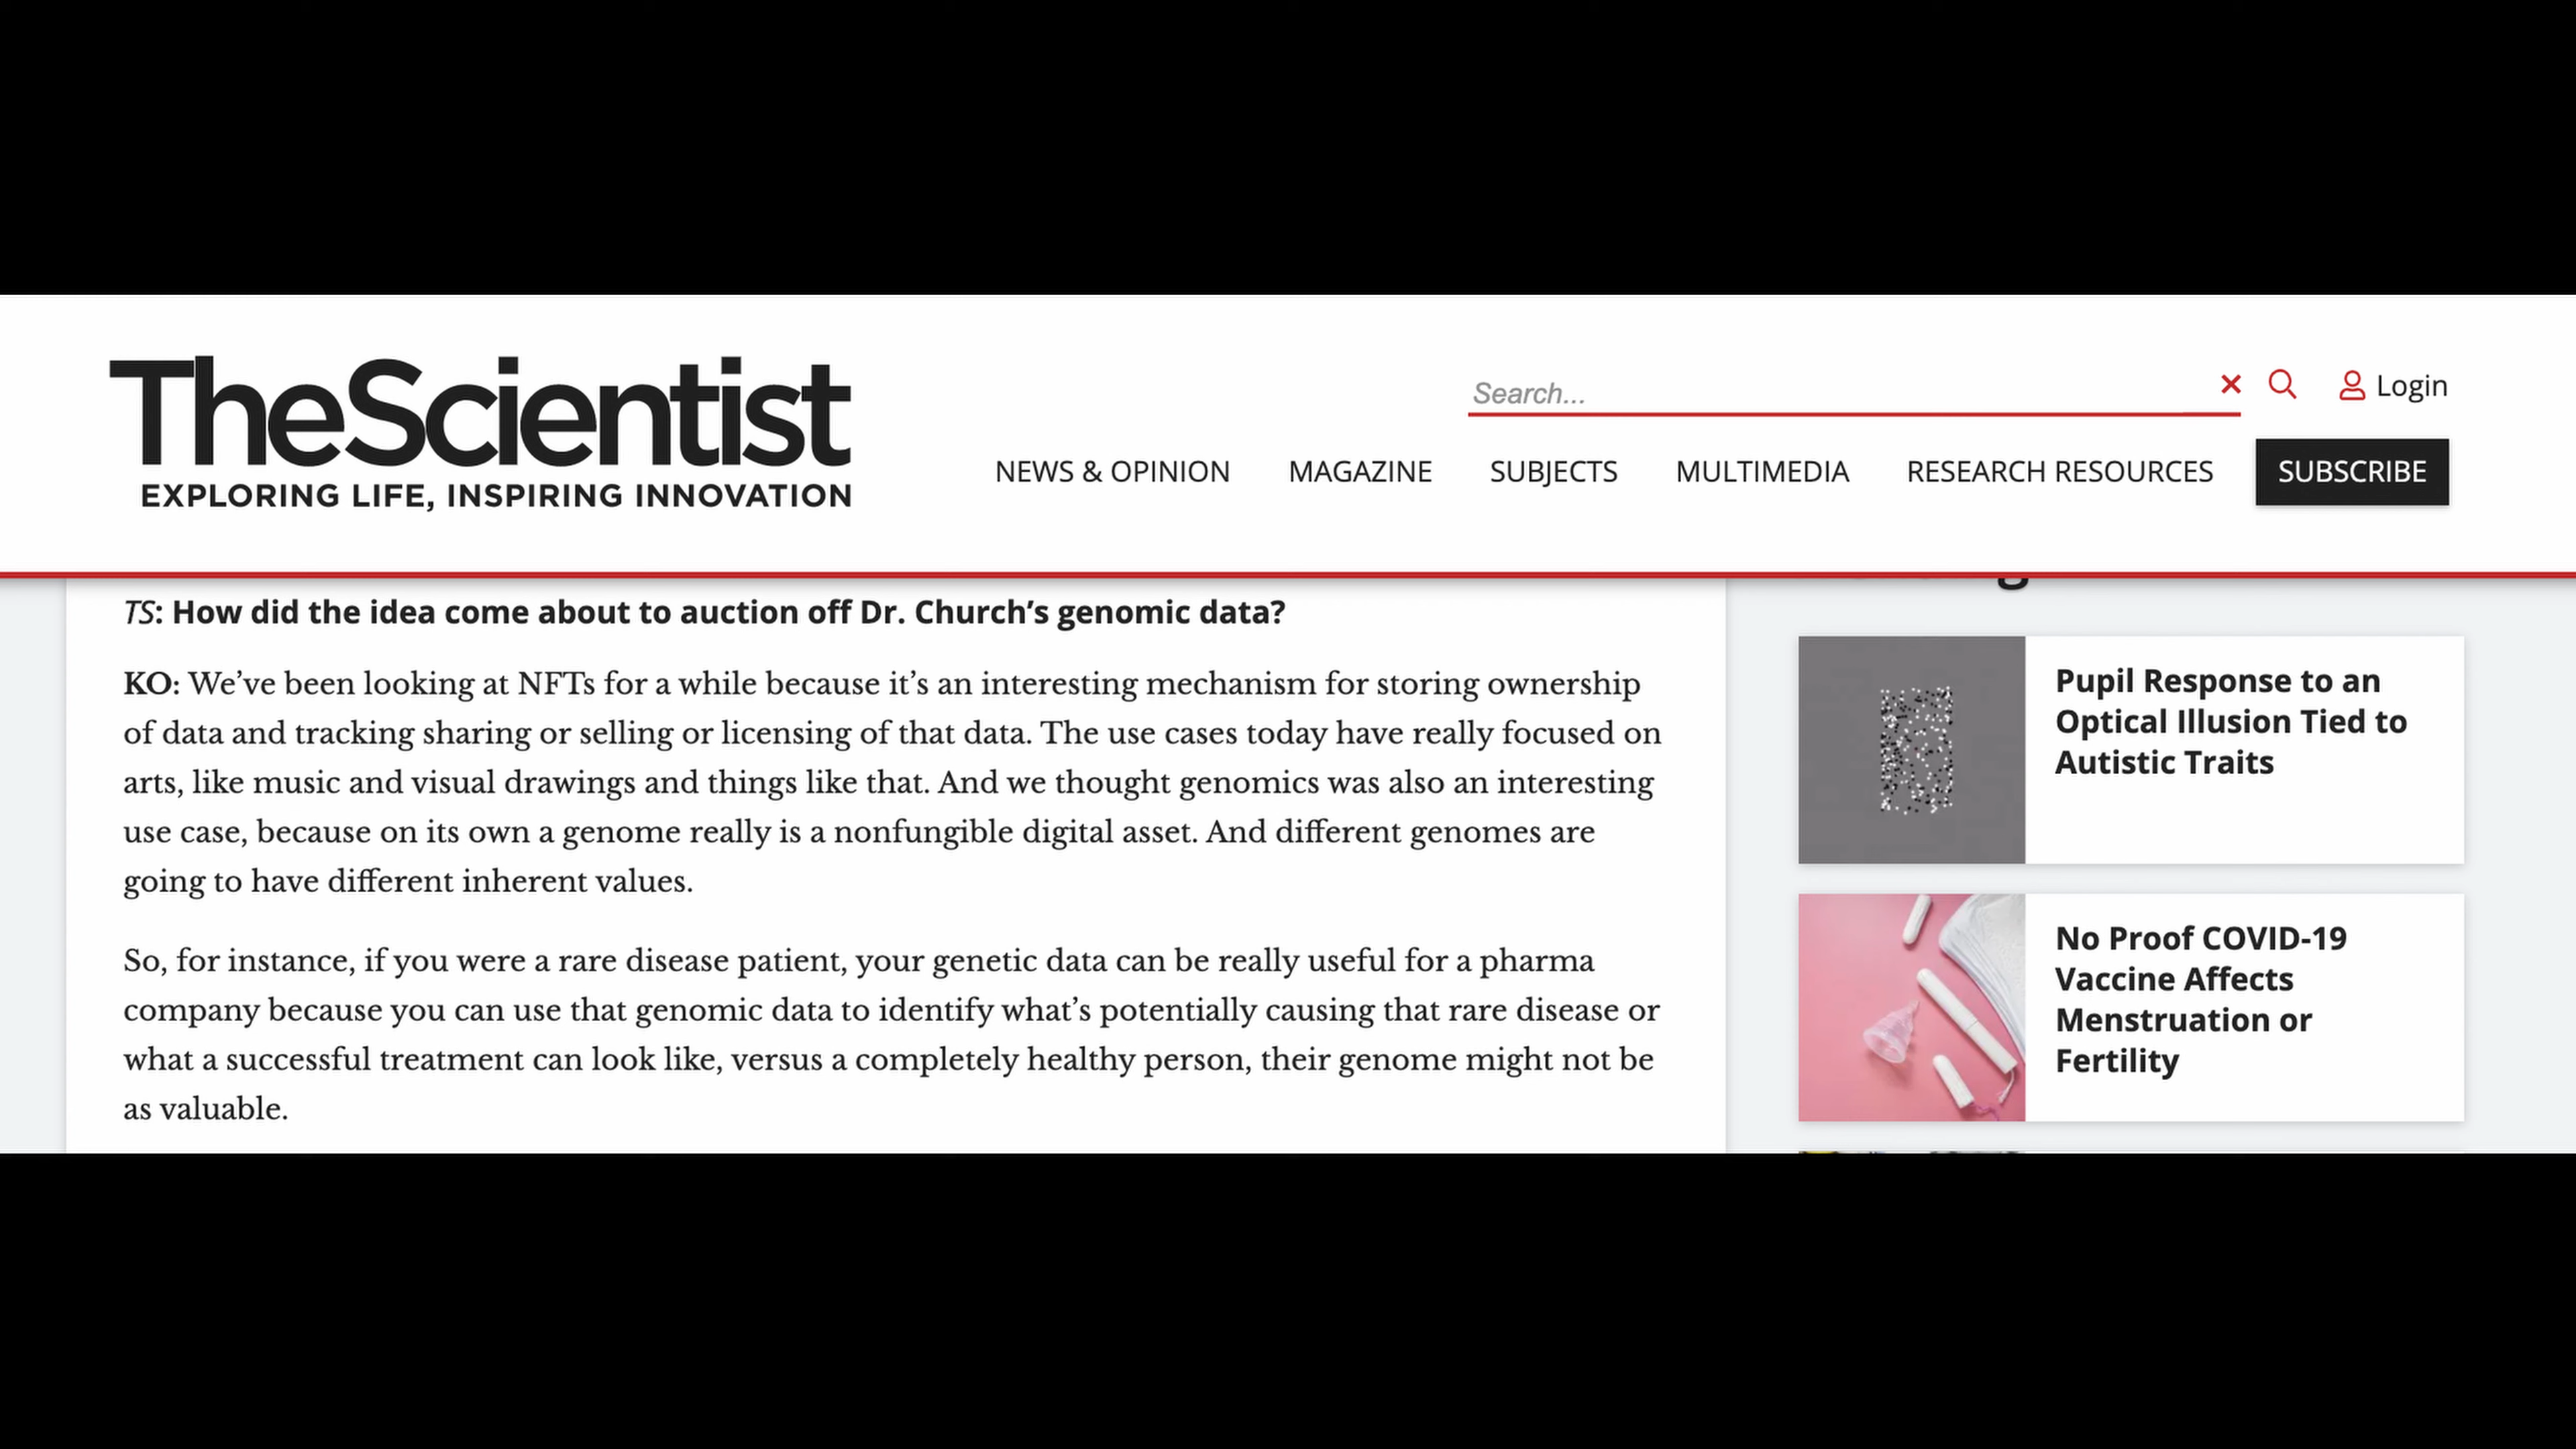 TheScientist
EXPLORING LIFE, INSPIRING INNOVATION
Search...
Login
NEWS & OPINION
MAGAZINE
SUBJECTS
MULTIMEDIA
RESEARCH RESOURCES
SUBSCRIBE
TS: How did the idea come about to auction off Dr. Church’s genomic data?
KO: We’ve been looking at NFTs for a while because it’s an interesting mechanism for storing ownership
of data and tracking sharing or selling or licensing of that data. The use cases today have really focused on
arts, like music and visual drawings and things like that. And we thought genomics was also an interesting
use case, because on its own a genome really is a nonfungible digital asset. And different genomes are
going to have different inherent values.
So, for instance, if you were a rare disease patient, your genetic data can be really useful for a pharma
company because you can use that genomic data to identify what’s potentially causing that rare disease or
what a successful treatment can look like, versus a completely healthy person, their genome might not be
as valuable.
Pupil Response to an
Optical Illusion Tied to
Autistic Traits
No Proof COVID-19
Vaccine Affects
Menstruation or
Fertility